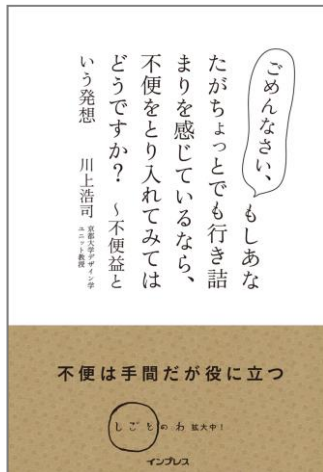 ごめんなさい、もしあな
たがちょっとでも行き詰
まりを感じているなら、
不便をとり入れてみては
どうですか？ ～不便益と
いう発想 川上浩司
京都大学デザイン学
ユニット教授
不便は手間だが役に立つ
しごとのわ 拡大中！
インプレス